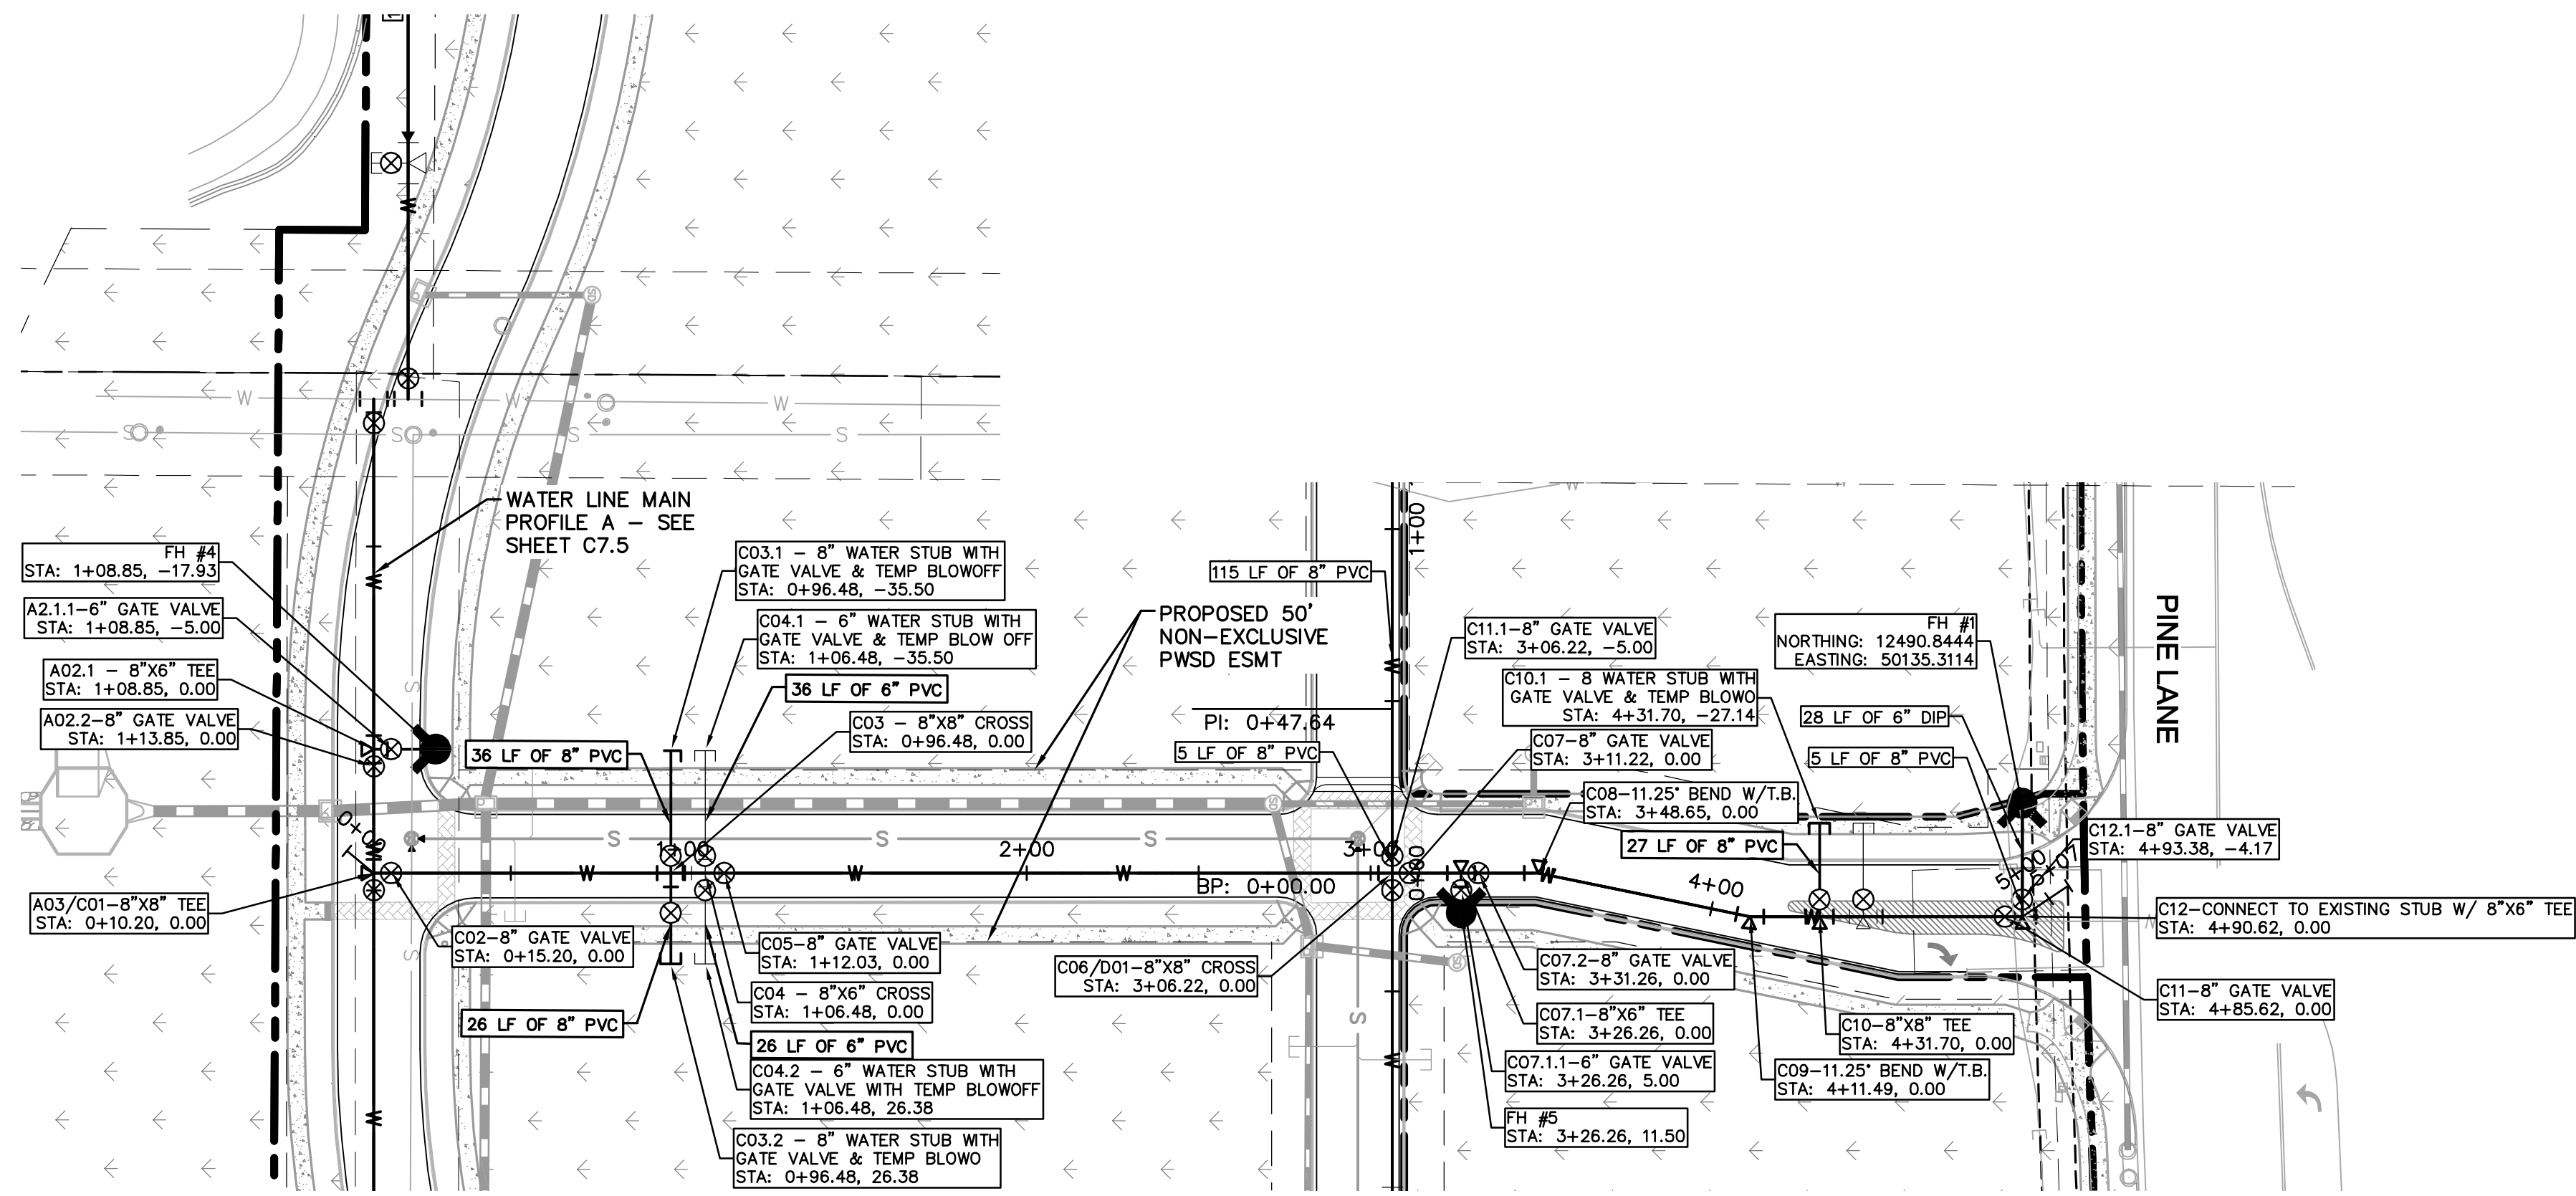 WATER LINE MAIN
PROFILE A – SEE
SHEET C7.5
FH #4
STA: 1+08.85, -17.93
A2.1.1-6" GATE VALVE
STA: 1+08.85, -5.00
A02.1 – 8"X6" TEE
STA: 1+08.85, 0.00
A02.2-8" GATE VALVE
STA: 1+13.85, 0.00
A03/C01-8"X8" TEE
STA: 0+10.20, 0.00
C03.1 – 8" WATER STUB WITH
GATE VALVE & TEMP BLOWOFF
STA: 0+96.48, -35.50
C04.1 – 6" WATER STUB WITH
GATE VALVE & TEMP BLOW OFF
STA: 1+06.48, -35.50
36 LF OF 6" PVC
C03 – 8"X8" CROSS
STA: 0+96.48, 0.00
36 LF OF 8" PVC
PROPOSED 50'
NON-EXCLUSIVE
PWSD ESMT
115 LF OF 8" PVC
1+00
PI: 0+47.64
5 LF OF 8" PVC
C11.1-8" GATE VALVE
STA: 3+06.22, -5.00
FH #1
NORTHING: 12490.8444
EASTING: 50135.3114
C10.1 – 8 WATER STUB WITH
GATE VALVE & TEMP BLOWO
STA: 4+31.70, -27.14
28 LF OF 6" DIP
C07-8" GATE VALVE
STA: 3+11.22, 0.00
5 LF OF 8" PVC
C08-11.25° BEND W/T.B.
STA: 3+48.65, 0.00
27 LF OF 8" PVC
C12.1-8" GATE VALVE
STA: 4+93.38, -4.17
PINE LANE
1+00
2+00
3+00
4+00
5+00
5+07
0+00
BP: 0+00.00
0+00
C12-CONNECT TO EXISTING STUB W/ 8"X6" TEE
STA: 4+90.62, 0.00
C02-8" GATE VALVE
STA: 0+15.20, 0.00
C05-8" GATE VALVE
STA: 1+12.03, 0.00
C04 – 8"X6" CROSS
STA: 1+06.48, 0.00
26 LF OF 8" PVC
26 LF OF 6" PVC
C04.2 – 6" WATER STUB WITH
GATE VALVE WITH TEMP BLOWOFF
STA: 1+06.48, 26.38
C03.2 – 8" WATER STUB WITH
GATE VALVE & TEMP BLOWO
STA: 0+96.48, 26.38
C06/D01-8"X8" CROSS
STA: 3+06.22, 0.00
C07.2-8" GATE VALVE
STA: 3+31.26, 0.00
C07.1-8"X6" TEE
STA: 3+26.26, 0.00
C07.1.1-6" GATE VALVE
STA: 3+26.26, 5.00
FH #5
STA: 3+26.26, 11.50
C10-8"X8" TEE
STA: 4+31.70, 0.00
C09-11.25° BEND W/T.B.
STA: 4+11.49, 0.00
C11-8" GATE VALVE
STA: 4+85.62, 0.00